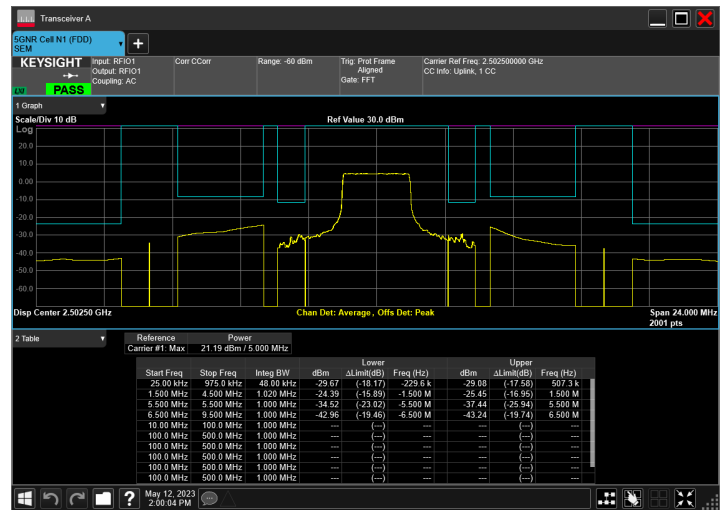 Transceiver A
5GNR Cell N1 (FDD)
SEM
KEYSIGHT
LXI
PASS
Input: RFIO1
Output: RFIO1
Coupling: AC
Corr CCorr
Range: -60 dBm
Trig: Prot Frame
Aligned
Gate: FFT
Carrier Ref Freq: 2.502500000 GHz
CC Info: Uplink, 1 CC
1 Graph
Scale/Div 10 dB
Ref Value 30.0 dBm
Log
20.0
10.0
0.00
-10.0
-20.0
-30.0
-40.0
-50.0
-60.0
Disp Center 2.50250 GHz
Chan Det: Average , Offs Det: Peak
Span 24.000 MHz
2001 pts
2 Table
Reference Power
Carrier #1: Max 21.19 dBm / 5.000 MHz
Lower Upper
Start Freq Stop Freq Integ BW dBm ΔLimit(dB) Freq (Hz) dBm ΔLimit(dB) Freq (Hz)
25.00 kHz 975.0 kHz 48.00 kHz -29.67 (-18.17) -229.6 k -29.08 (-17.58) 507.3 k
1.500 MHz 4.500 MHz 1.020 MHz -24.39 (-15.89) -1.500 M -25.45 (-16.95) 1.500 M
5.500 MHz 5.500 MHz 1.000 MHz -34.52 (-23.02) -5.500 M -37.44 (-25.94) 5.500 M
6.500 MHz 9.500 MHz 1.000 MHz -42.96 (-19.46) -6.500 M -43.24 (-19.74) 6.500 M
10.00 MHz 100.0 MHz 1.000 MHz --- (---) --- --- (---) ---
100.0 MHz 500.0 MHz 1.000 MHz --- (---) --- --- (---) ---
100.0 MHz 500.0 MHz 1.000 MHz --- (---) --- --- (---) ---
100.0 MHz 500.0 MHz 1.000 MHz --- (---) --- --- (---) ---
100.0 MHz 500.0 MHz 1.000 MHz --- (---) --- --- (---) ---
100.0 MHz 500.0 MHz 1.000 MHz --- (---) --- --- (---) ---
May 12, 2023
2:00:04 PM